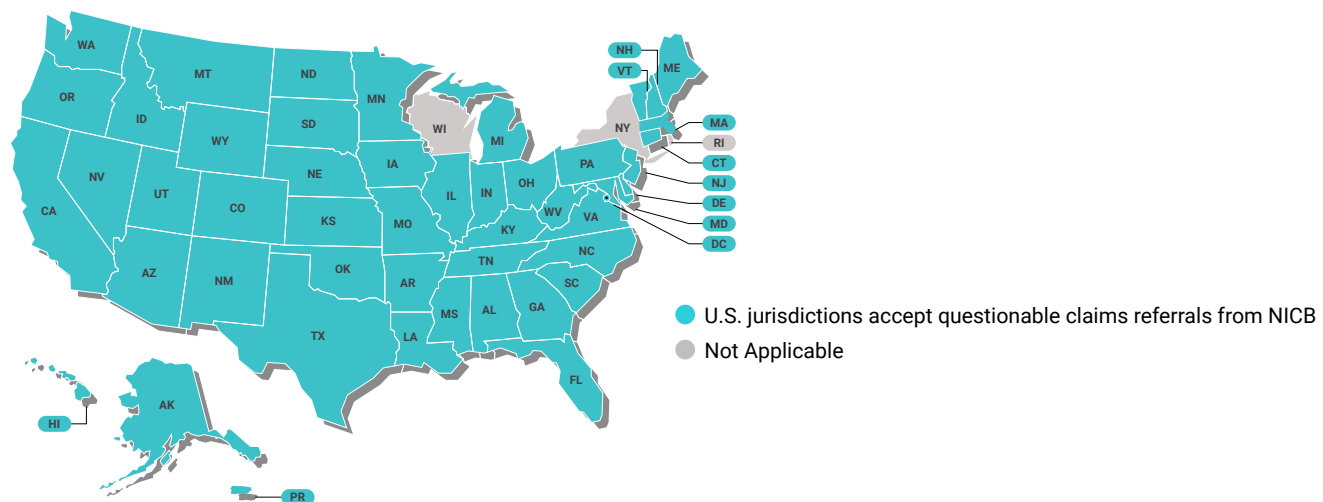 WA
MT
ND
MN
OR
ID
WY
SD
WI
MI
NY
NH
VT
ME
MA
RI
CT
NJ
DE
MD
DC
NV
UT
CO
NE
IA
IL
IN
OH
PA
CA
KS
MO
KY
WV
VA
AZ
NM
OK
AR
TN
NC
SC
TX
LA
MS
AL
GA
FL
HI
AK
PR
U.S. jurisdictions accept questionable claims referrals from NICB
Not Applicable